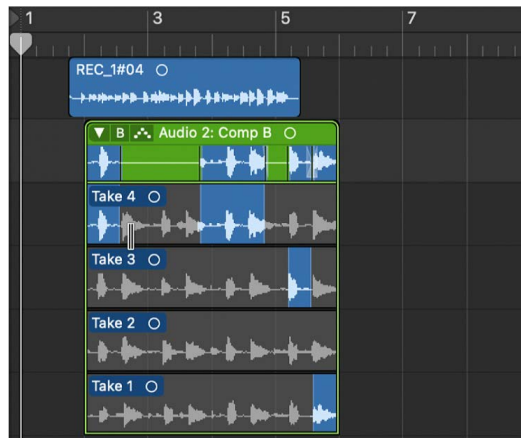 1 3 5 7
REC_1#04
B Audio 2: Comp B
Take 4
Take 3
Take 2
Take 1